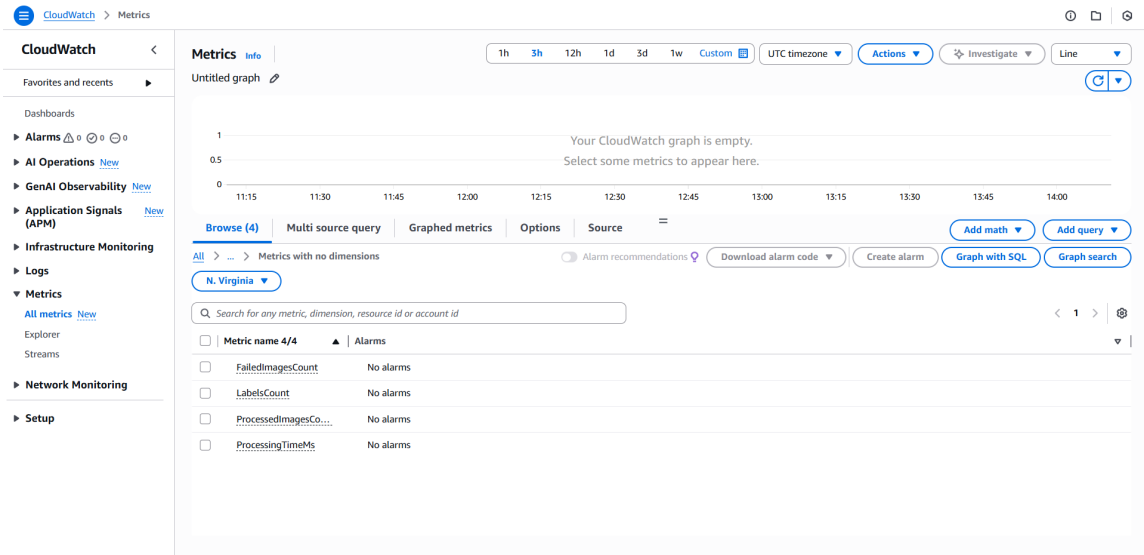 CloudWatch > Metrics
CloudWatch
Favorites and recents
Dashboards
Alarms 0 0 0
AI Operations New
GenAI Observability New
Application Signals (APM) New
Infrastructure Monitoring
Logs
Metrics
All metrics New
Explorer
Streams
Network Monitoring
Setup
Metrics Info
1h 3h 12h 1d 3d 1w Custom UTC timezone Actions Investigate Line
Untitled graph
Your CloudWatch graph is empty.
Select some metrics to appear here.
1
0.5
0
11:15 11:30 11:45 12:00 12:15 12:30 12:45 13:00 13:15 13:30 13:45 14:00
Browse (4) Multi source query Graphed metrics Options Source Add math Add query
All > ... > Metrics with no dimensions Alarm recommendations Download alarm code Create alarm Graph with SQL Graph search
N. Virginia
Search for any metric, dimension, resource id or account id
1
Metric name 4/4 Alarms
FailedImagesCount No alarms
LabelsCount No alarms
ProcessedImagesCo... No alarms
ProcessingTimeMs No alarms